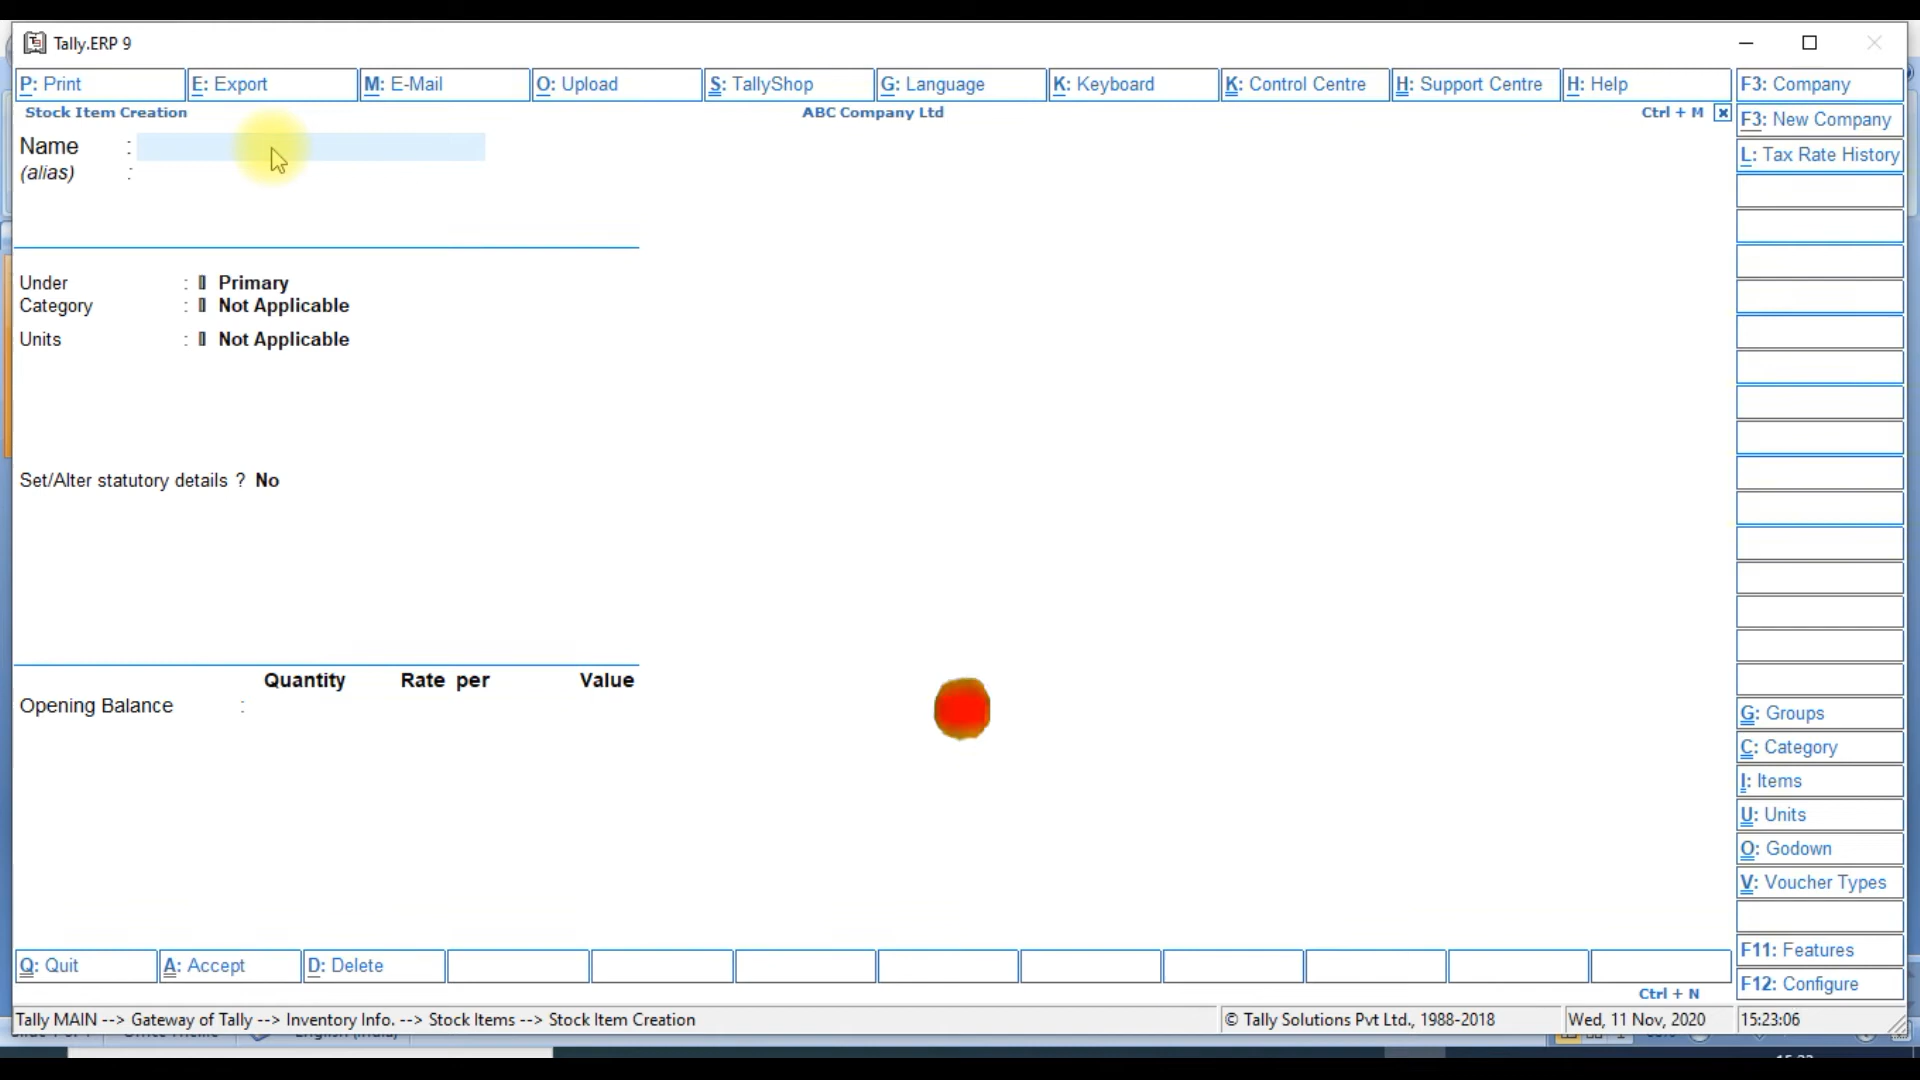 Tally.ERP 9
P: Print E: Export M: E-Mail O: Upload S: TallyShop G: Language K: Keyboard K: Control Centre H: Support Centre H: Help F3: Company
Stock Item Creation ABC Company Ltd Ctrl + M
F3: New Company
L: Tax Rate History
Name :
(alias) :
Under : Primary
Category : Not Applicable
Units : Not Applicable
Set/Alter statutory details ? No
Quantity Rate per Value
Opening Balance :
G: Groups
C: Category
I: Items
U: Units
O: Godown
V: Voucher Types
F11: Features
F12: Configure
Q: Quit A: Accept D: Delete
Ctrl + N
Tally MAIN --> Gateway of Tally --> Inventory Info. --> Stock Items --> Stock Item Creation © Tally Solutions Pvt Ltd., 1988-2018 Wed, 11 Nov, 2020 15:23:06